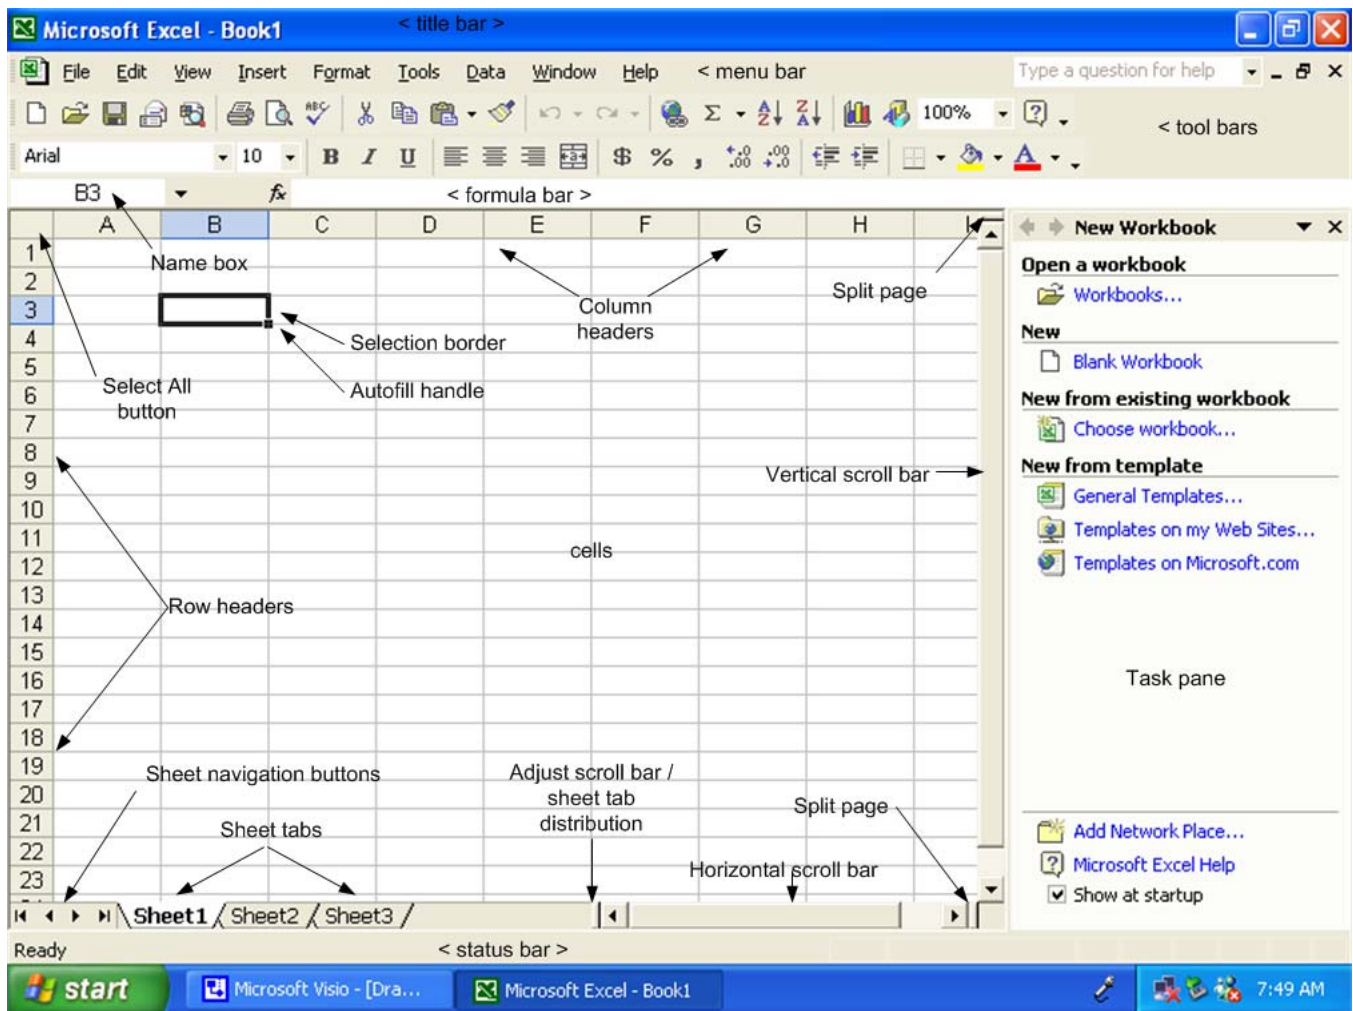 Microsoft Excel - Book1 < title bar >
File Edit View Insert Format Tools Data Window Help < menu bar Type a question for help
ABC 100% < tool bars
Arial 10 B I U $ % ,
B3 fx < formula bar >
A B C D E F G H I
New Workbook
Open a workbook
Workbooks...
New
Blank Workbook
New from existing workbook
Choose workbook...
New from template
General Templates...
Templates on my Web Sites...
Templates on Microsoft.com
Task pane
Add Network Place...
Microsoft Excel Help
Show at startup
1
2
3
4
5
6
7
8
9
10
11
12
13
14
15
16
17
18
19
20
21
22
23
Name box
Split page
Column
headers
Selection border
Autofill handle
Select All
button
Vertical scroll bar
cells
Row headers
Sheet navigation buttons
Adjust scroll bar /
sheet tab
distribution
Split page
Sheet tabs
Horizontal scroll bar
Sheet1 Sheet2 Sheet3
Ready < status bar >
start Microsoft Visio - [Dra... Microsoft Excel - Book1 7:49 AM